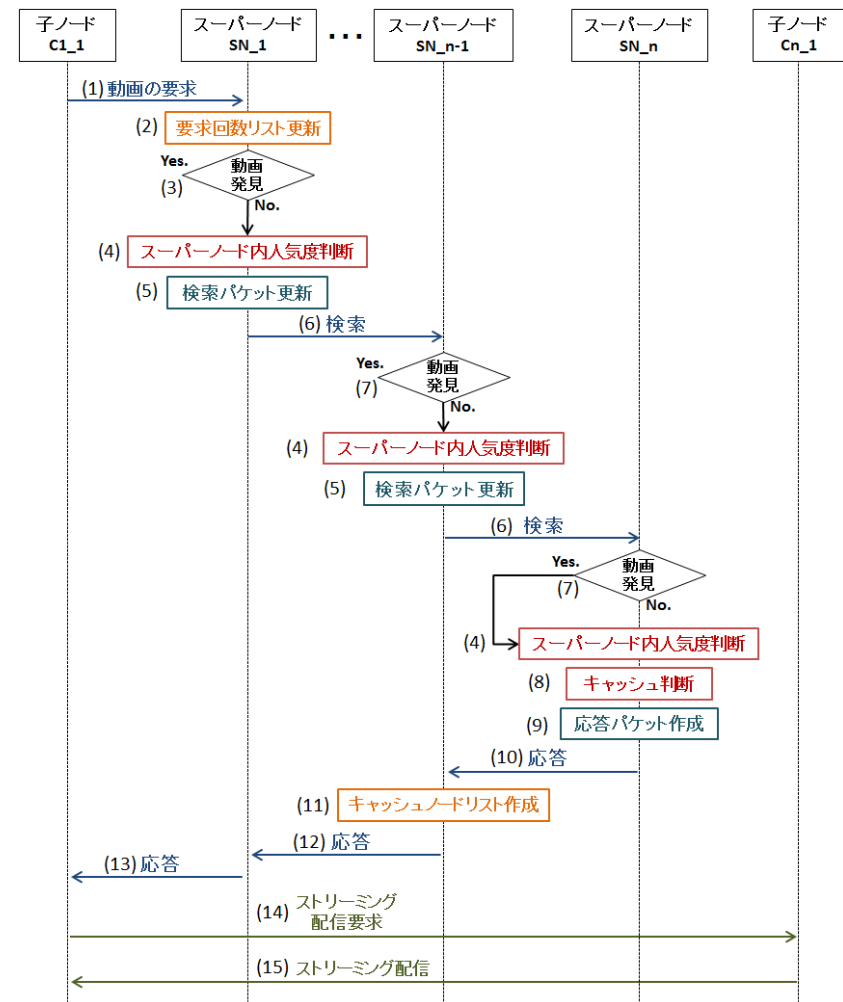 子ノード
C1_1
スーパーノード
SN_1
•••
スーパーノード
SN_n-1
スーパーノード
SN_n
子ノード
Cn_1
(1) 動画の要求
(2) 要求回数リスト更新
Yes.
動画
発見
(3)
No.
(4) スーパーノード内人気度判断
(5) 検索パケット更新
(6) 検索
Yes.
動画
発見
(7)
No.
(4) スーパーノード内人気度判断
(5) 検索パケット更新
(6) 検索
Yes.
動画
発見
(7)
No.
(4) スーパーノード内人気度判断
(8) キャッシュ判断
(9) 応答パケット作成
(10) 応答
(11) キャッシュノードリスト作成
(12) 応答
(13) 応答
(14) ストリーミング
配信要求
(15) ストリーミング配信